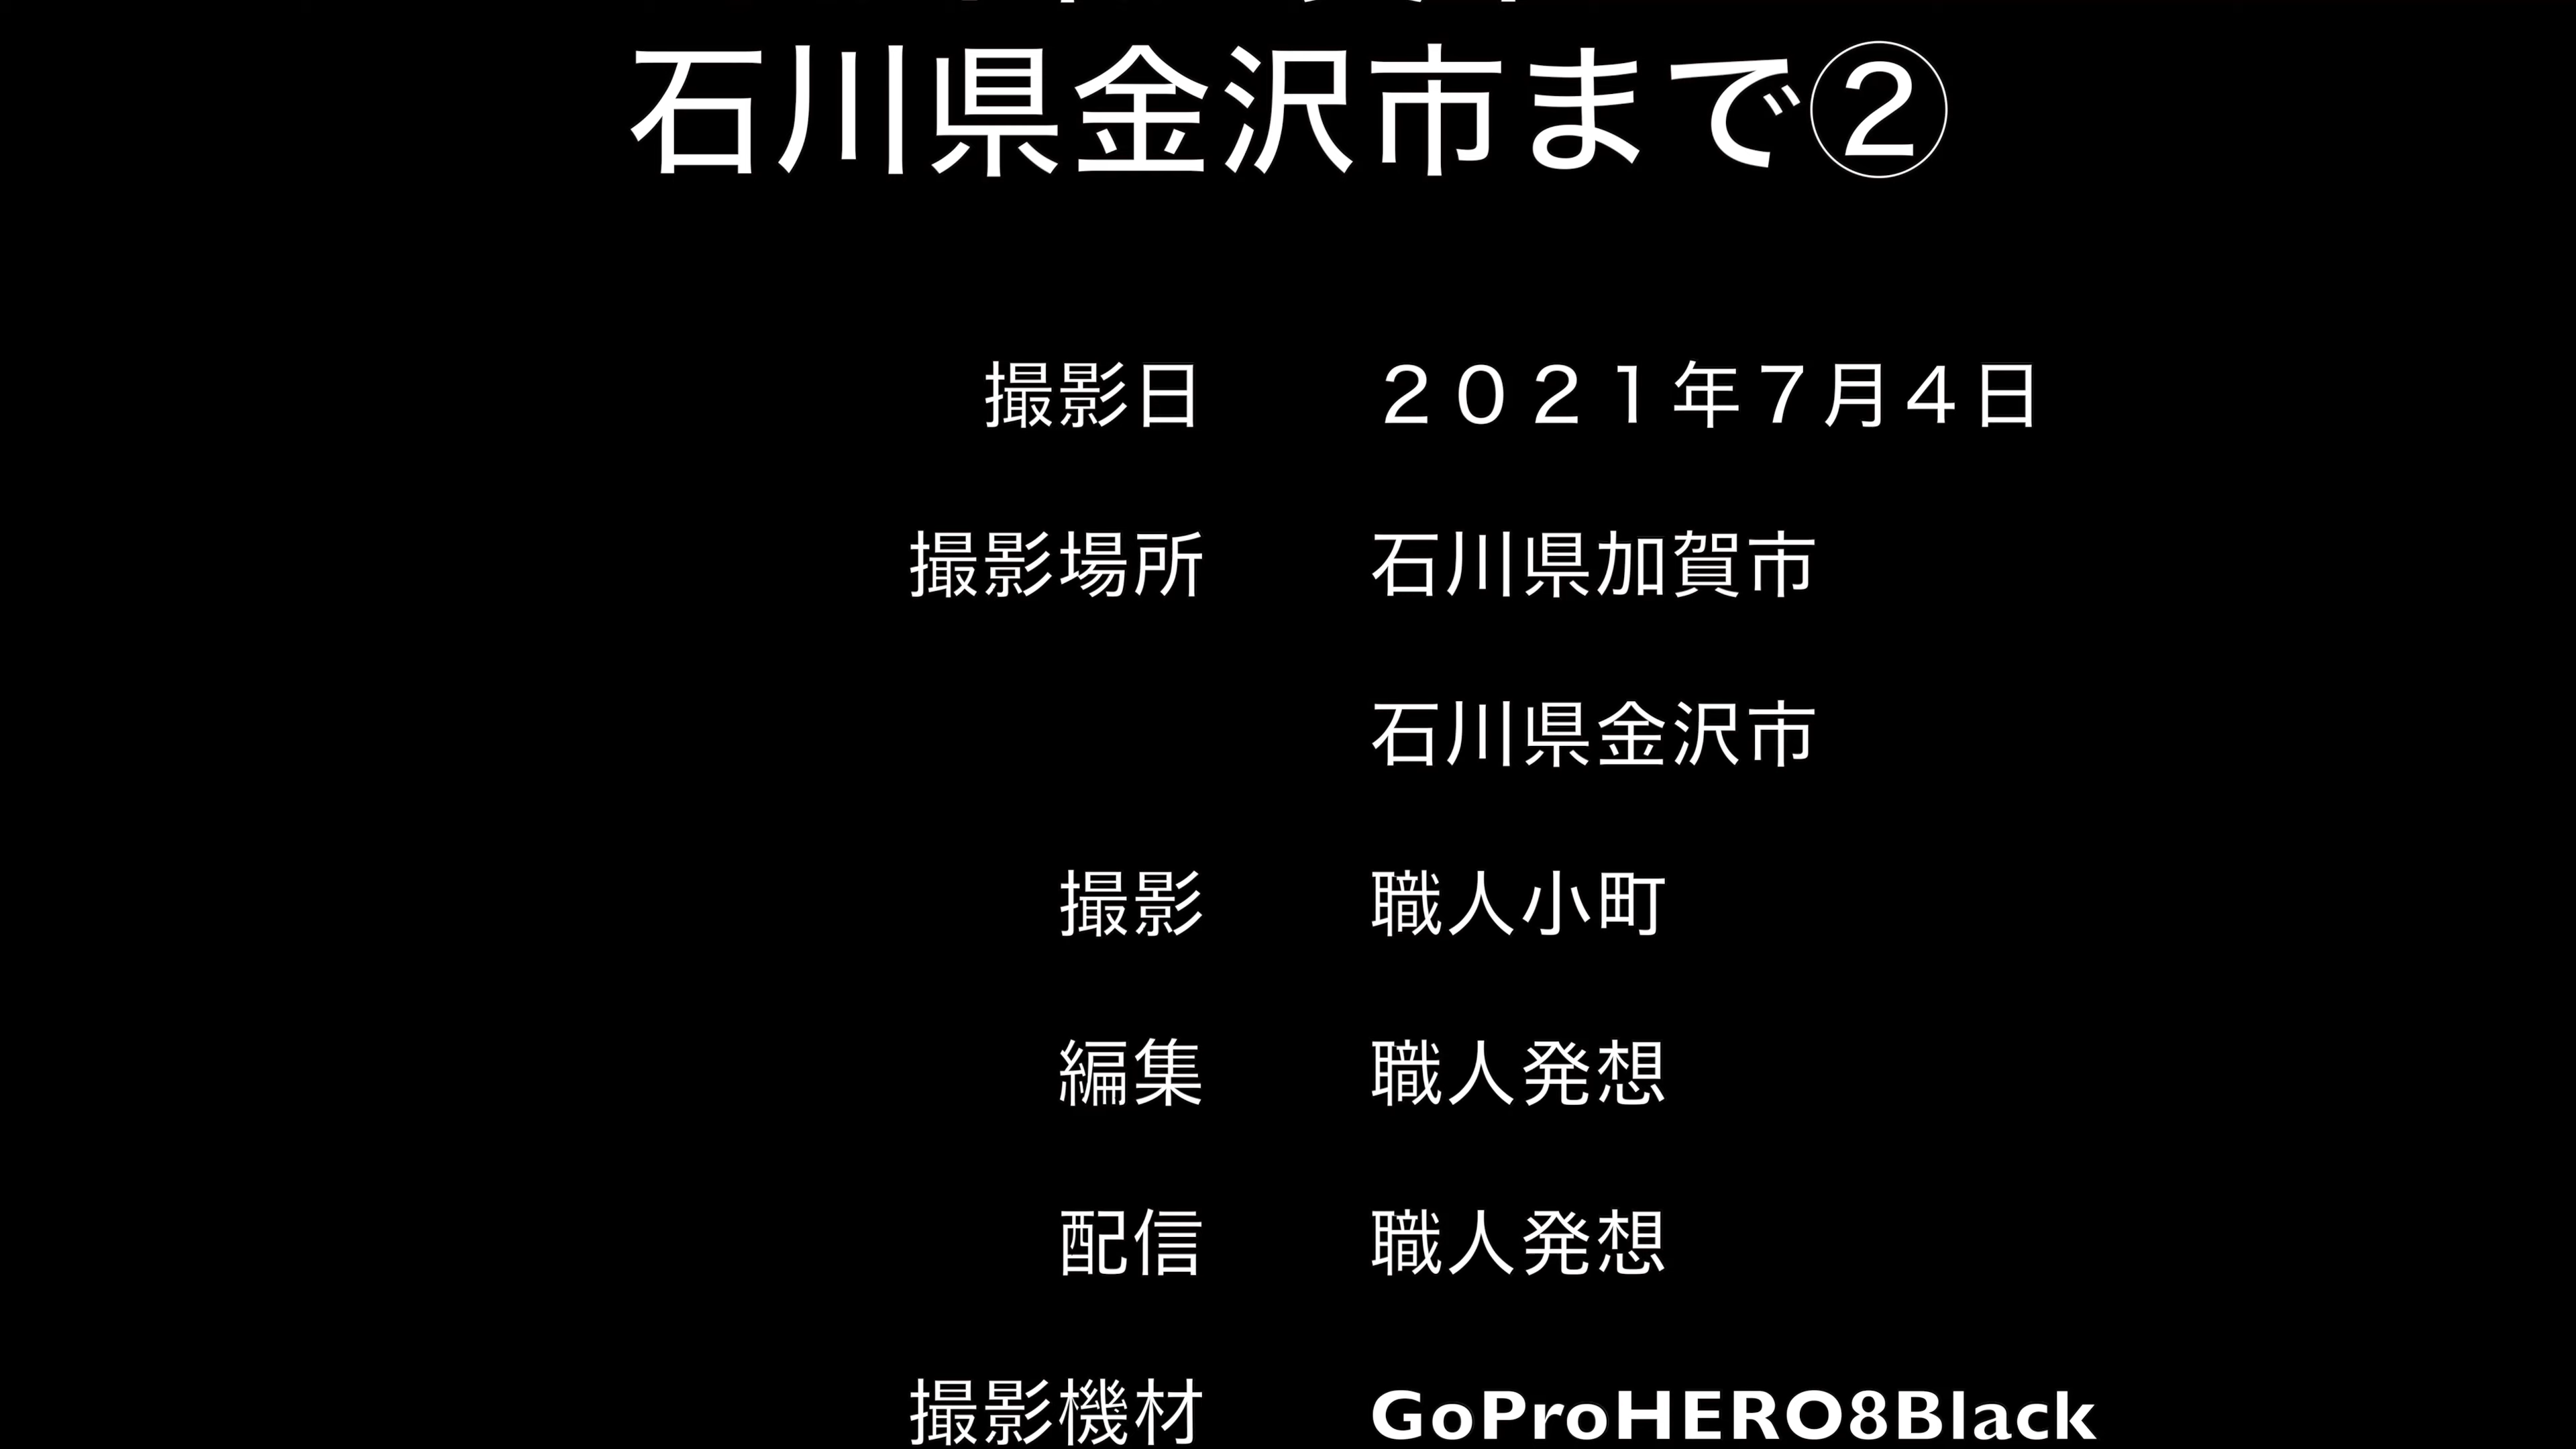 石川県金沢市まで②
撮影日 ２０２１年７月４日
撮影場所 石川県加賀市
石川県金沢市
撮影 職人小町
編集 職人発想
配信 職人発想
撮影機材 GoProHERO8Black